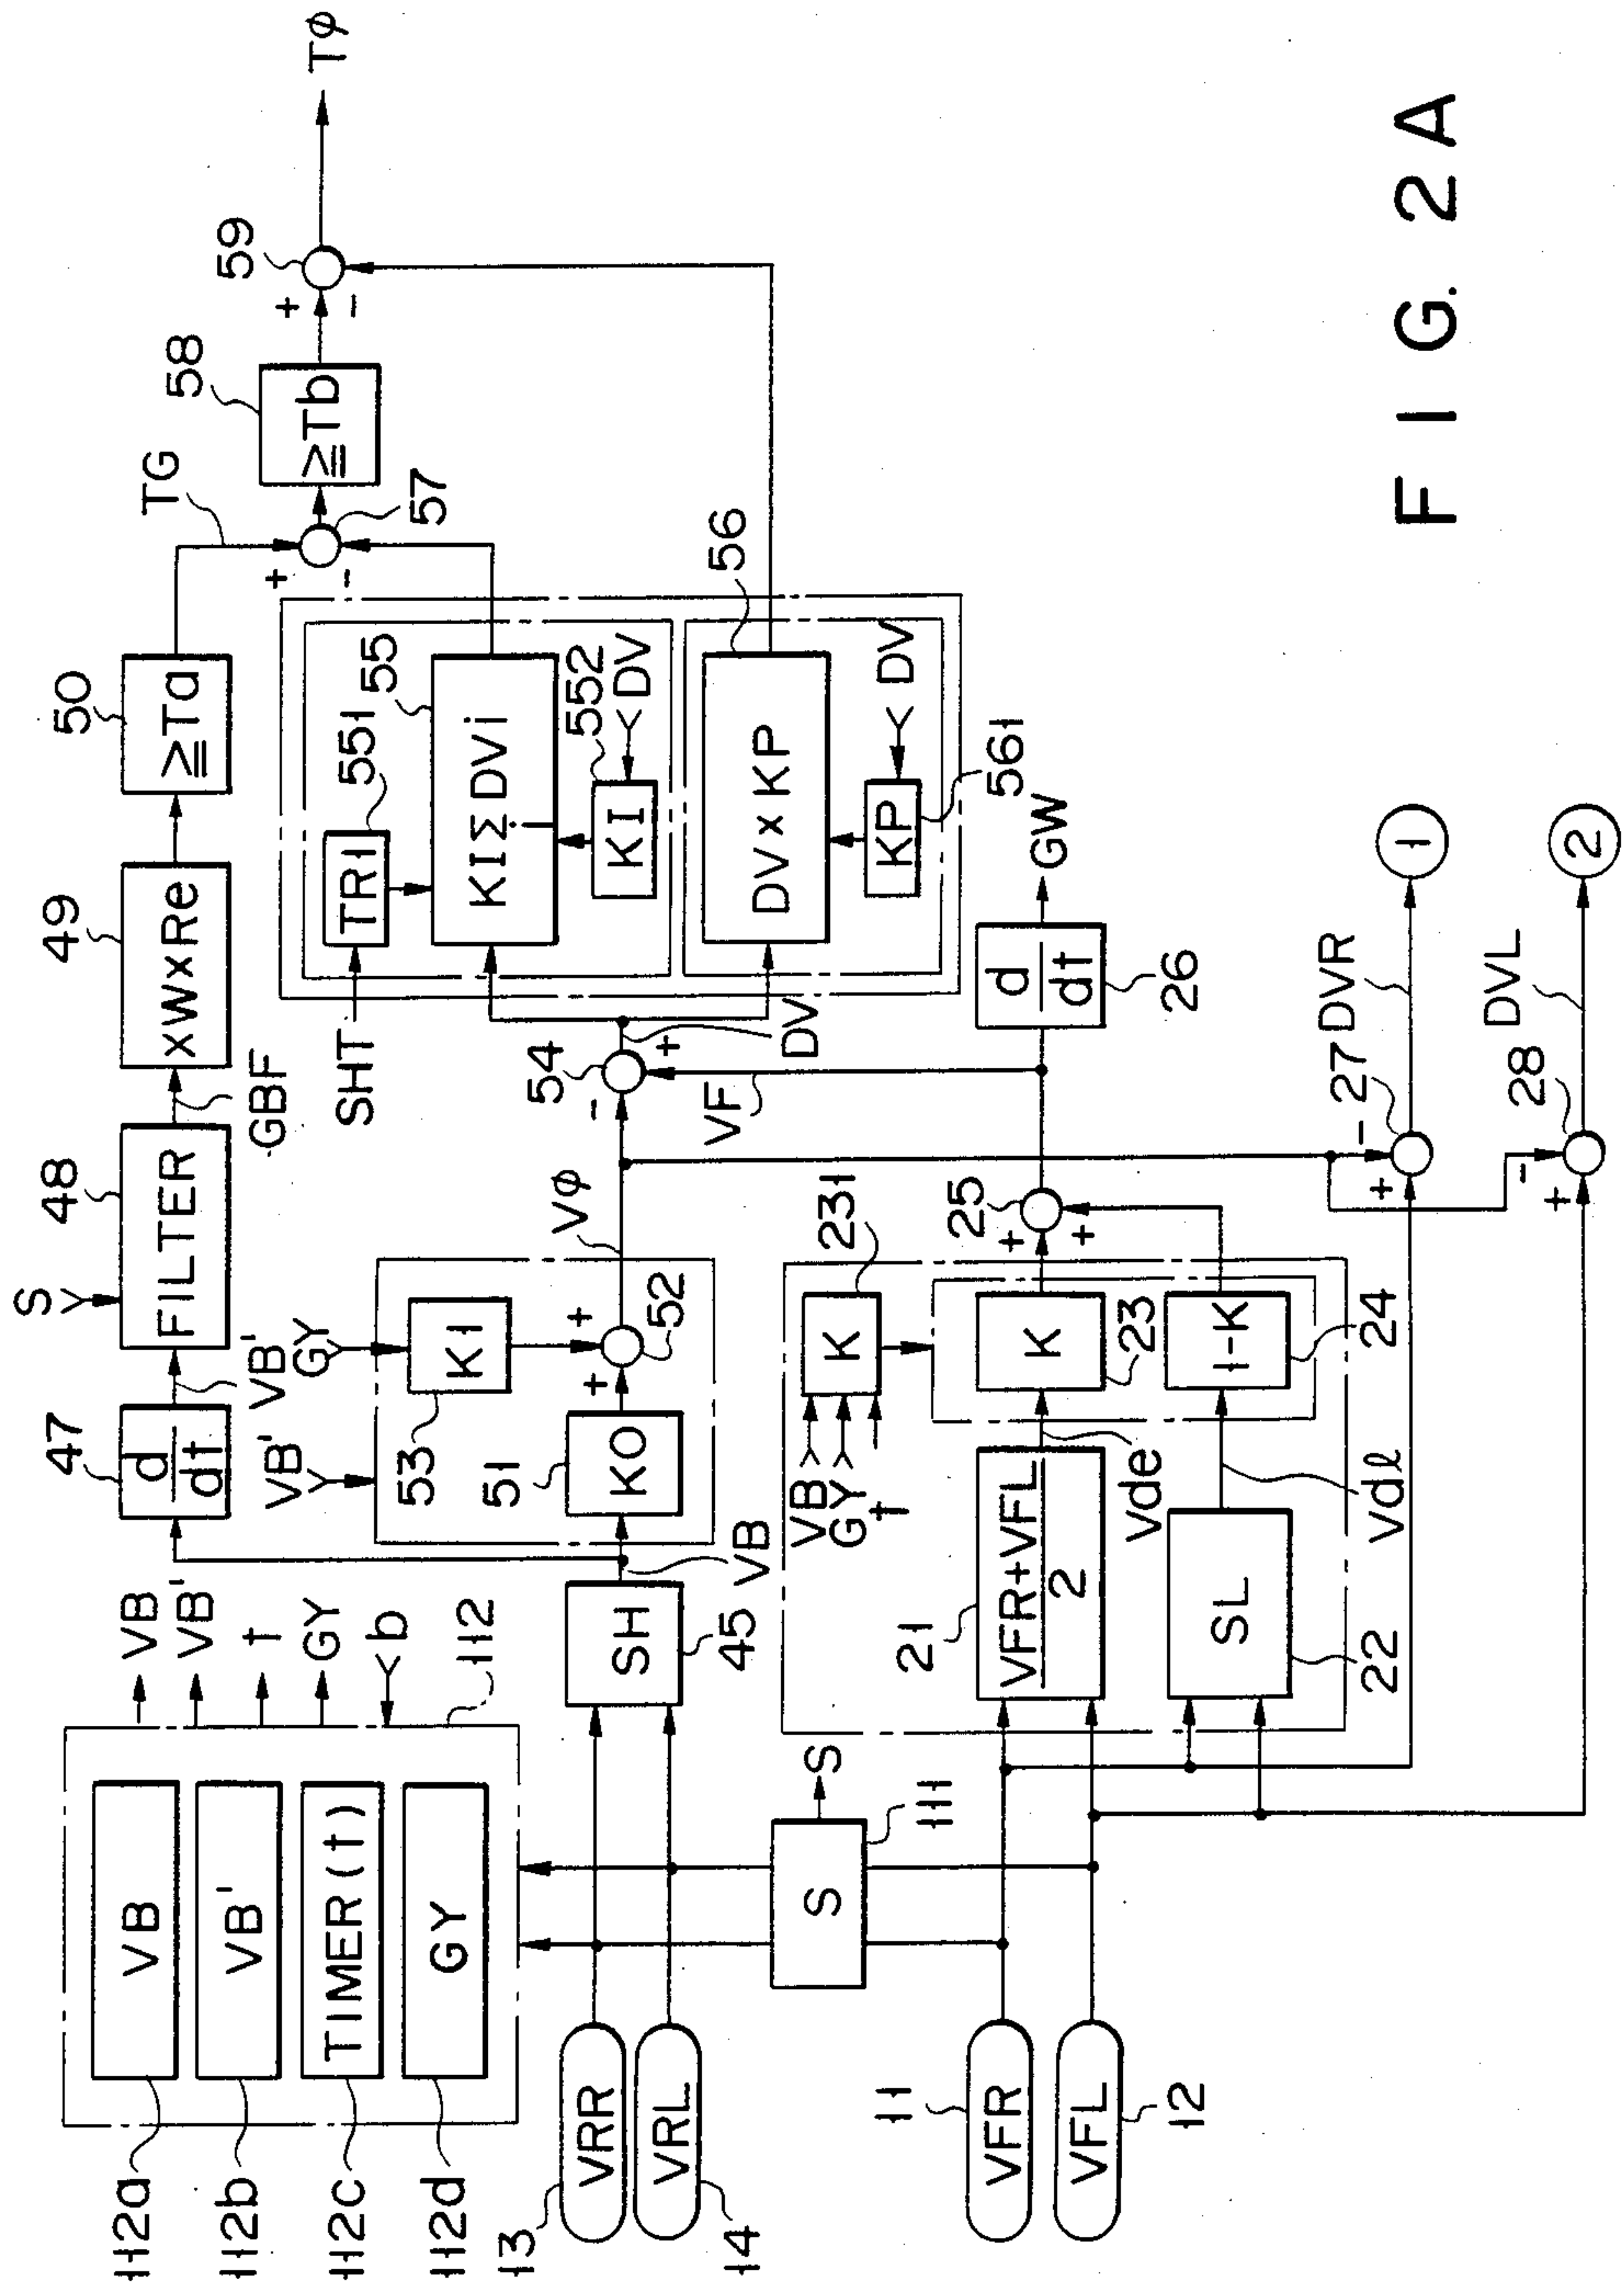 112a
VB
112b
VB'
112c
TIMER(t)
112d
GY
VB
VB'
t
GY
b
112
47
d
dt
VB'
S
48
FILTER
GBF
49
xWxRe
50
≧Ta
TG
57
+
-
58
≧Tb
59
+
-
Tϕ
13
VRR
VRL
14
SH
45
VB
VB'
GY
53
K1
51
KO
+
+
52
Vϕ
54
-
+
DV
VF
SHT
TR1
551
55
KIΣDVi
i
KI
552
DV
56
DV x KP
KP
561
DV
S
111
S
11
VFR
VFL
12
21
VFR+VFL
2
SL
22
VB
GY
t
K
231
Vde
Vdℓ
K
23
1-K
24
25
+
+
d
dt
26
GW
-
+
27
DVR
1
-
+
28
DVL
2
FIG. 2A